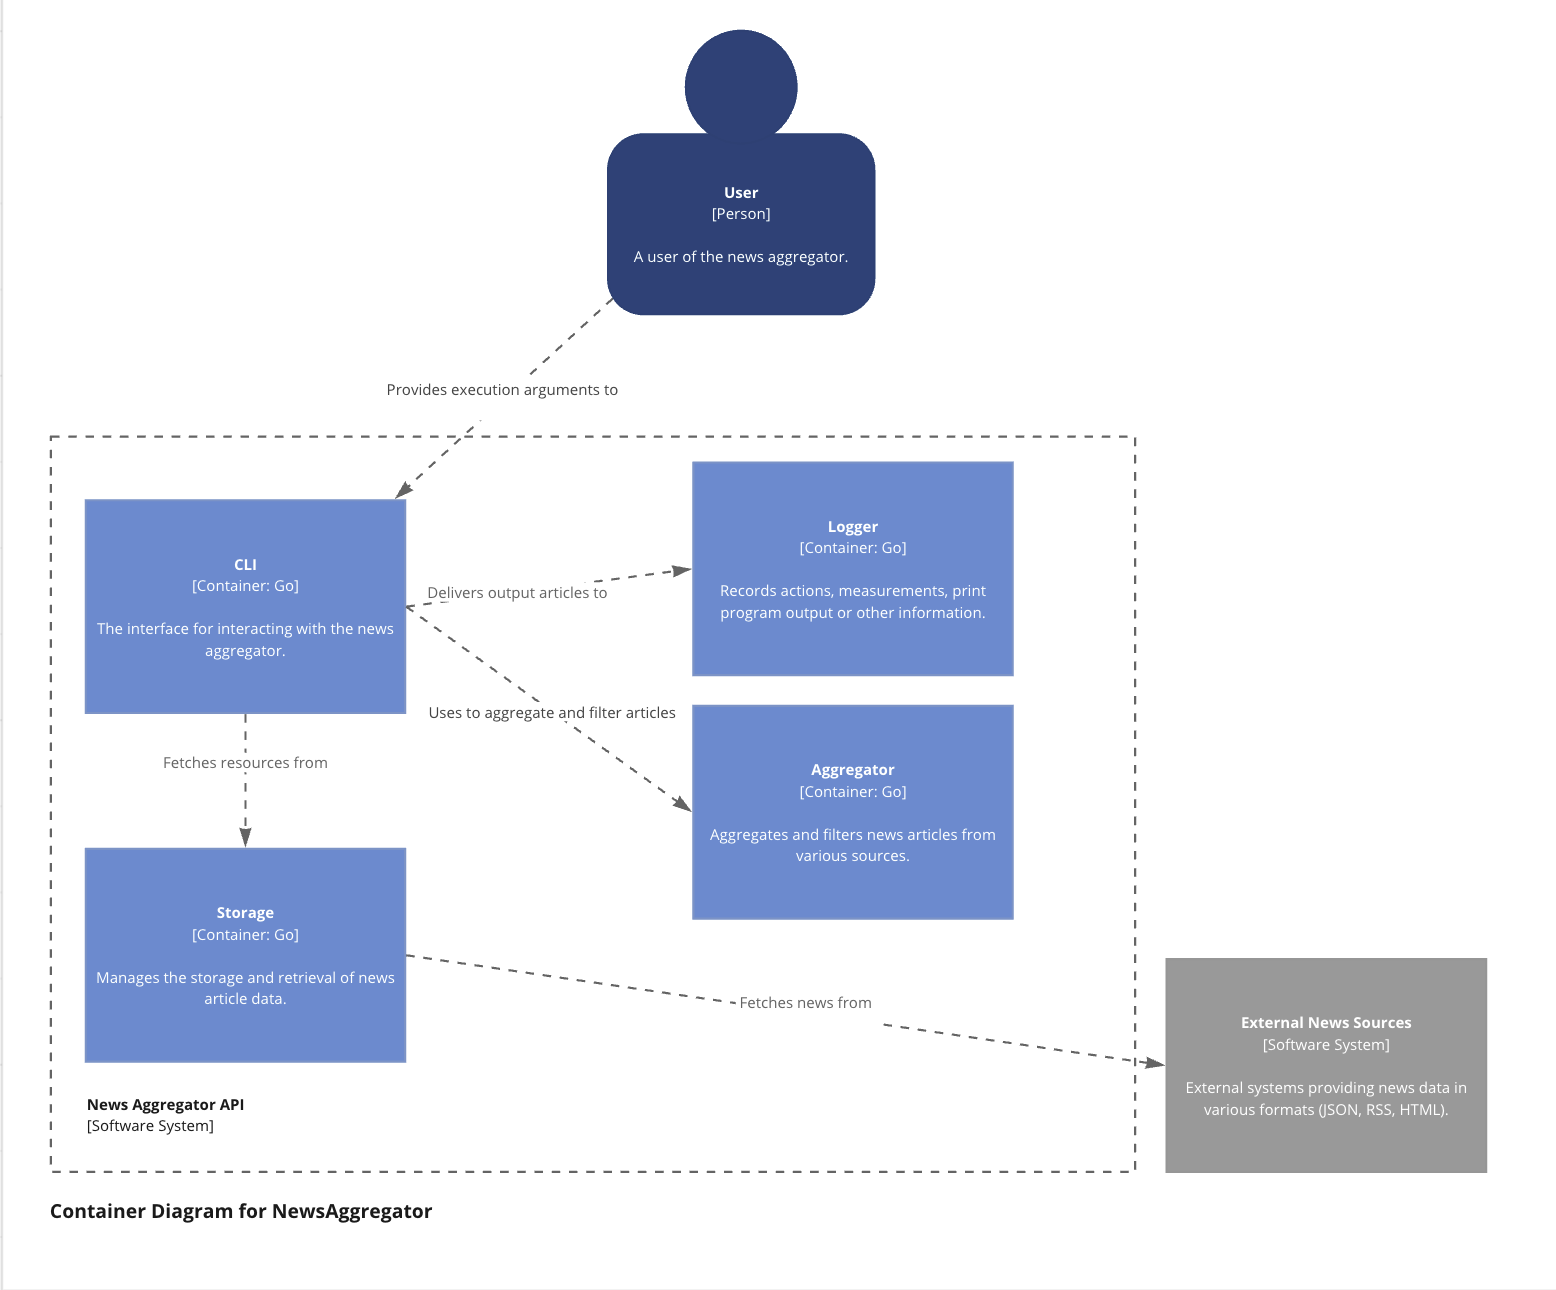 User
[Person]
A user of the news aggregator.
Provides execution arguments to
CLI
[Container: Go]
The interface for interacting with the news
aggregator.
Delivers output articles to
Logger
[Container: Go]
Records actions, measurements, print
program output or other information.
Uses to aggregate and filter articles
Fetches resources from
Aggregator
[Container: Go]
Aggregates and filters news articles from
various sources.
Storage
[Container: Go]
Manages the storage and retrieval of news
article data.
Fetches news from
External News Sources
[Software System]
External systems providing news data in
various formats (JSON, RSS, HTML).
News Aggregator API
[Software System]
Container Diagram for NewsAggregator